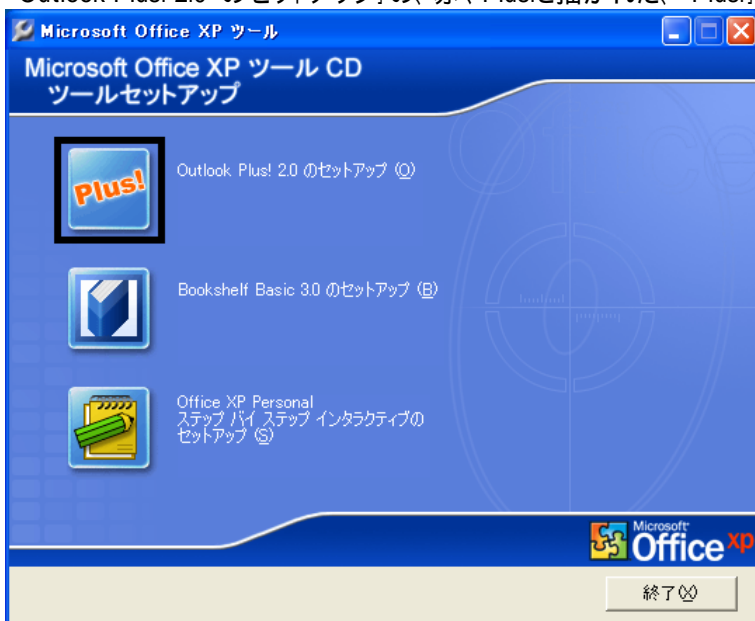 Microsoft Office XP ツール
Microsoft Office XP ツール CD
ツールセットアップ
Plus!
Outlook Plus! 2.0 のセットアップ (O)
Bookshelf Basic 3.0 のセットアップ (B)
Office XP Personal
ステップ バイ ステップ インタラクティブの
セットアップ (S)
Office
Microsoft
Office xp
終了(X)